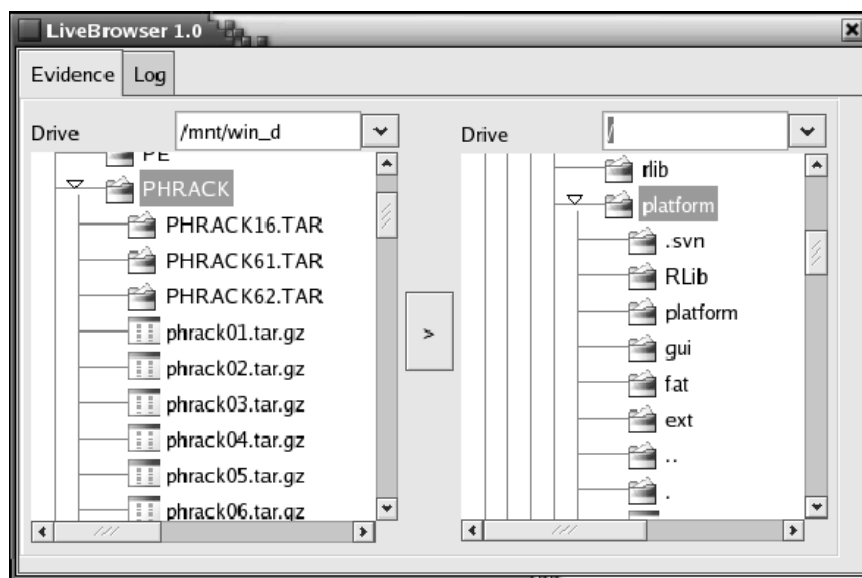 LiveBrowser 1.0
Evidence
Log
Drive
/mnt/win_d
PE
PHRACK
PHRACK16.TAR
PHRACK61.TAR
PHRACK62.TAR
phrack01.tar.gz
phrack02.tar.gz
phrack03.tar.gz
phrack04.tar.gz
phrack05.tar.gz
phrack06.tar.gz
>
Drive
/
rlib
platform
.svn
RLib
platform
gui
fat
ext
..
.